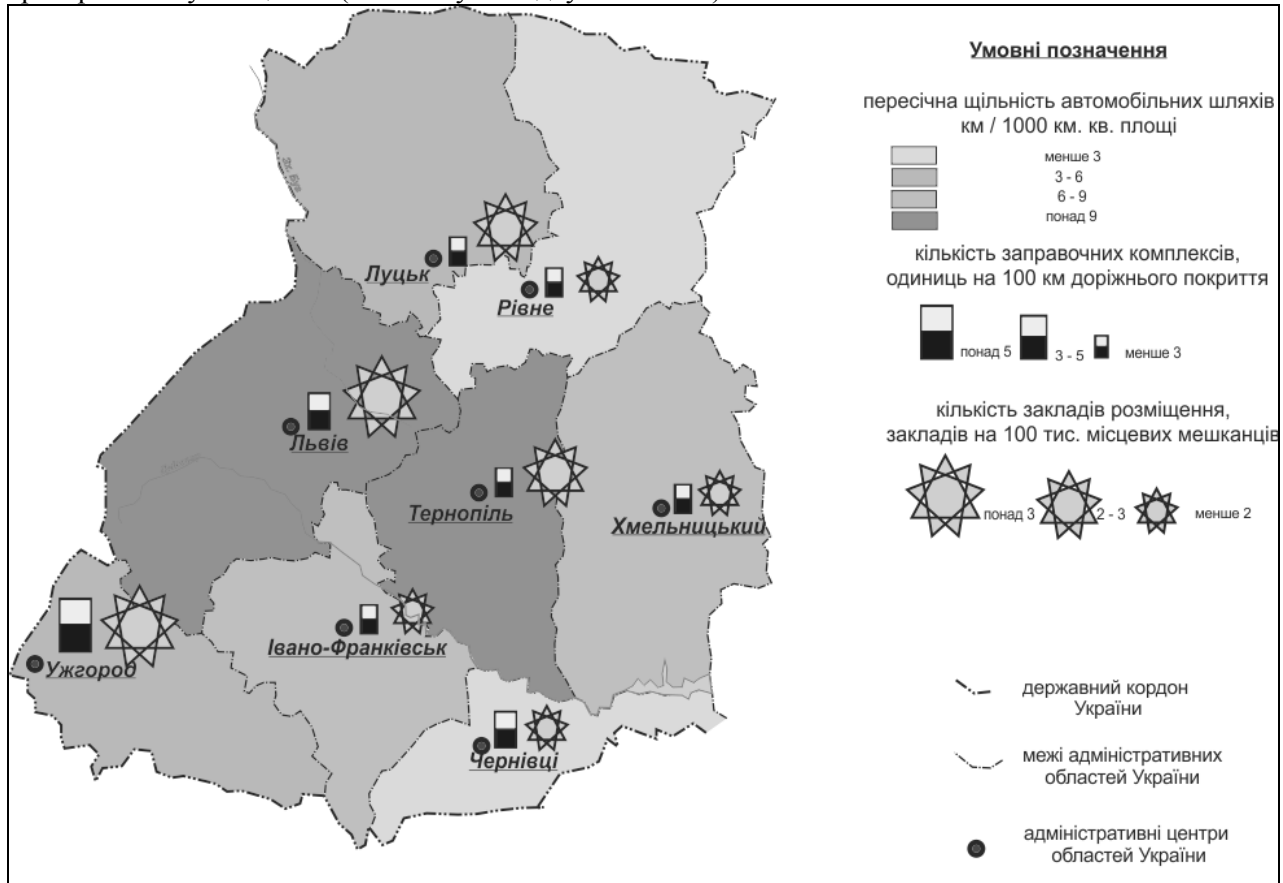 Умовні позначення
пересічна щільність автомобільних шляхів
км / 1000 км. кв. площі
менше 3
3 - 6
6 - 9
понад 9
кількість заправочних комплексів,
одиниць на 100 км доріжнього покриття
понад 5
3 - 5
менше 3
кількість закладів розміщення,
закладів на 100 тис. місцевих мешканців
понад 3
2 - 3
менше 2
державний кордон
України
межі адміністративних
областей України
адміністративні центри
областей України
Луцьк
Рівне
Львів
Тернопіль
Хмельницький
Івано-Франківськ
Ужгород
Чернівці